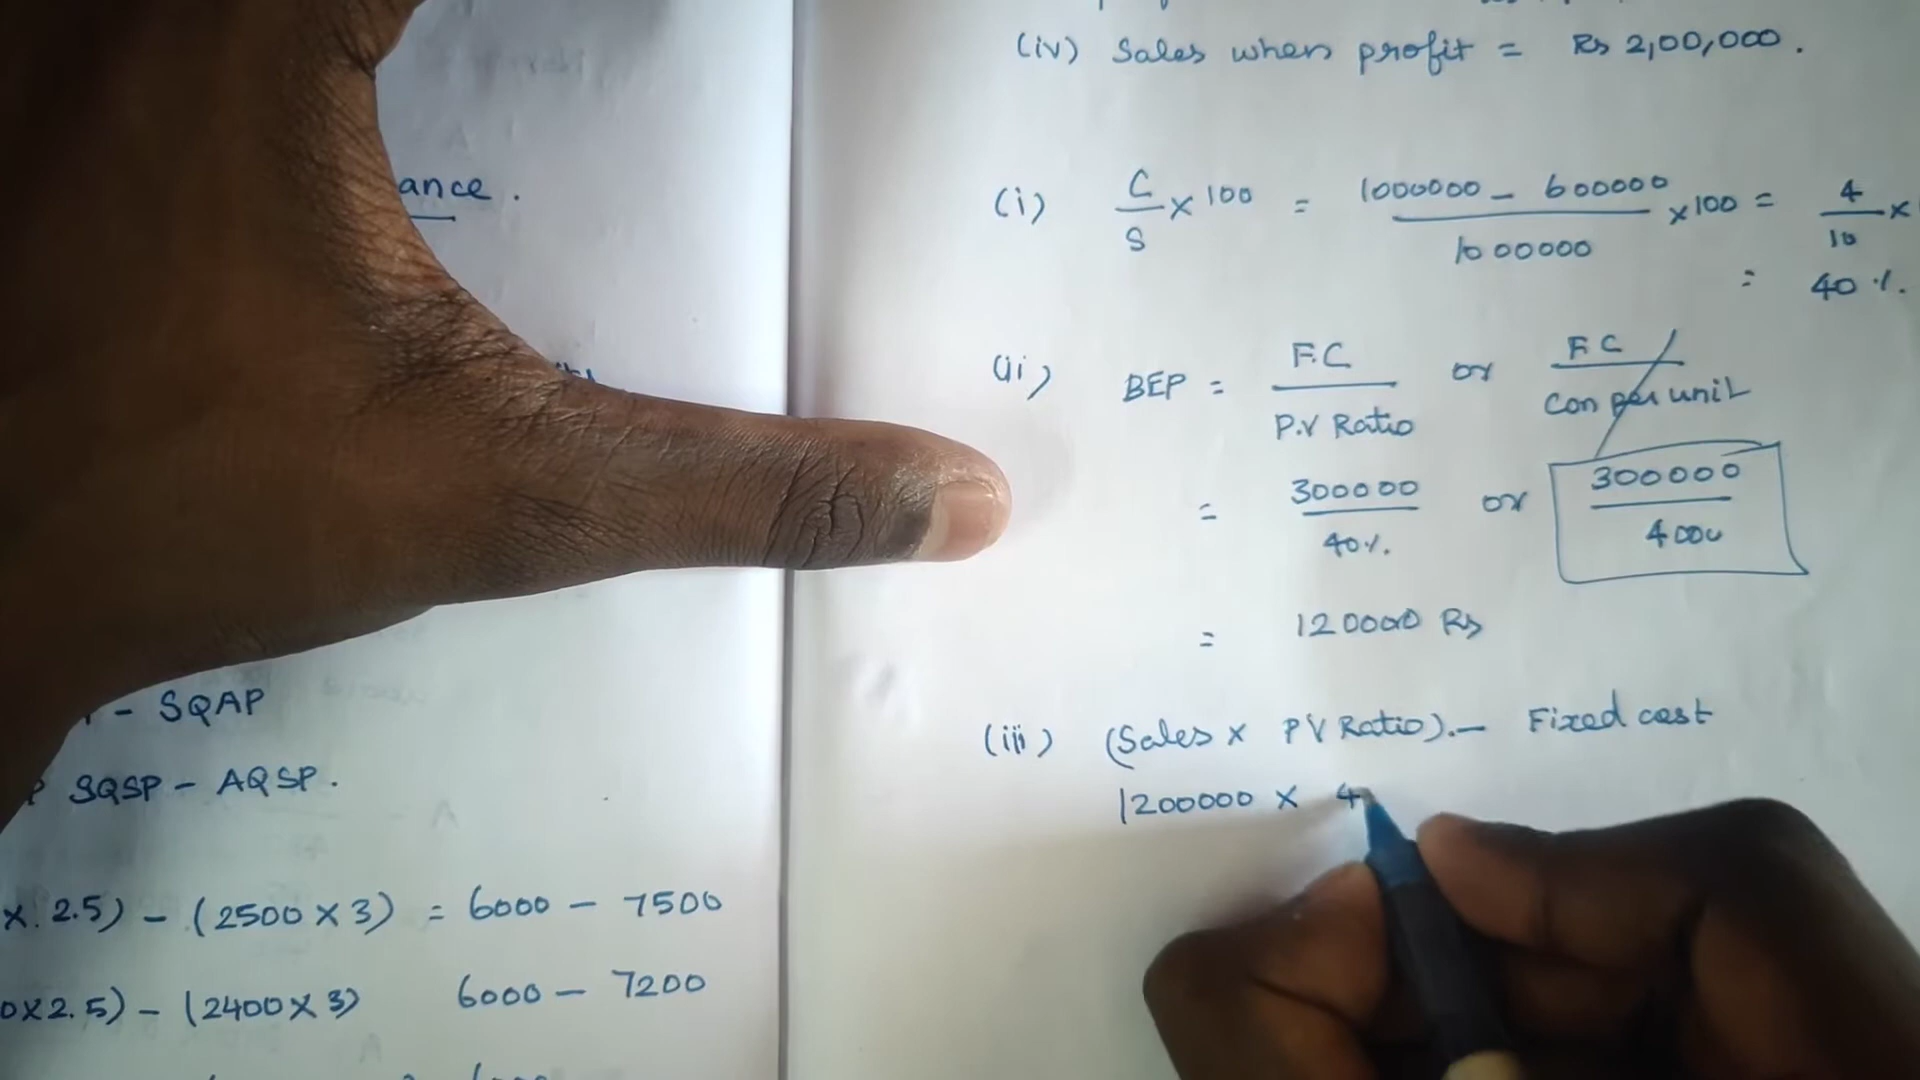 ance.
- SQAP
SQSP - AQSP.
x. 2.5) - (2500 x 3) = 6000 - 7500
0x2.5) - (2400 x 3) 6000 - 7200
(iv) Sales when profit = Rs 2,00,000.
(i) C/S x 100 = 1000000 - 600000 / 1000000 x 100 = 4/10 x
= 40 %.
(ii) BEP = F.C / P.V Ratio or F.C / Con per unit
= 300000 / 40%. or 300000 / 4000
= 120000 Rs
(iii) (Sales x PV Ratio).- Fixed cost
1200000 x 4